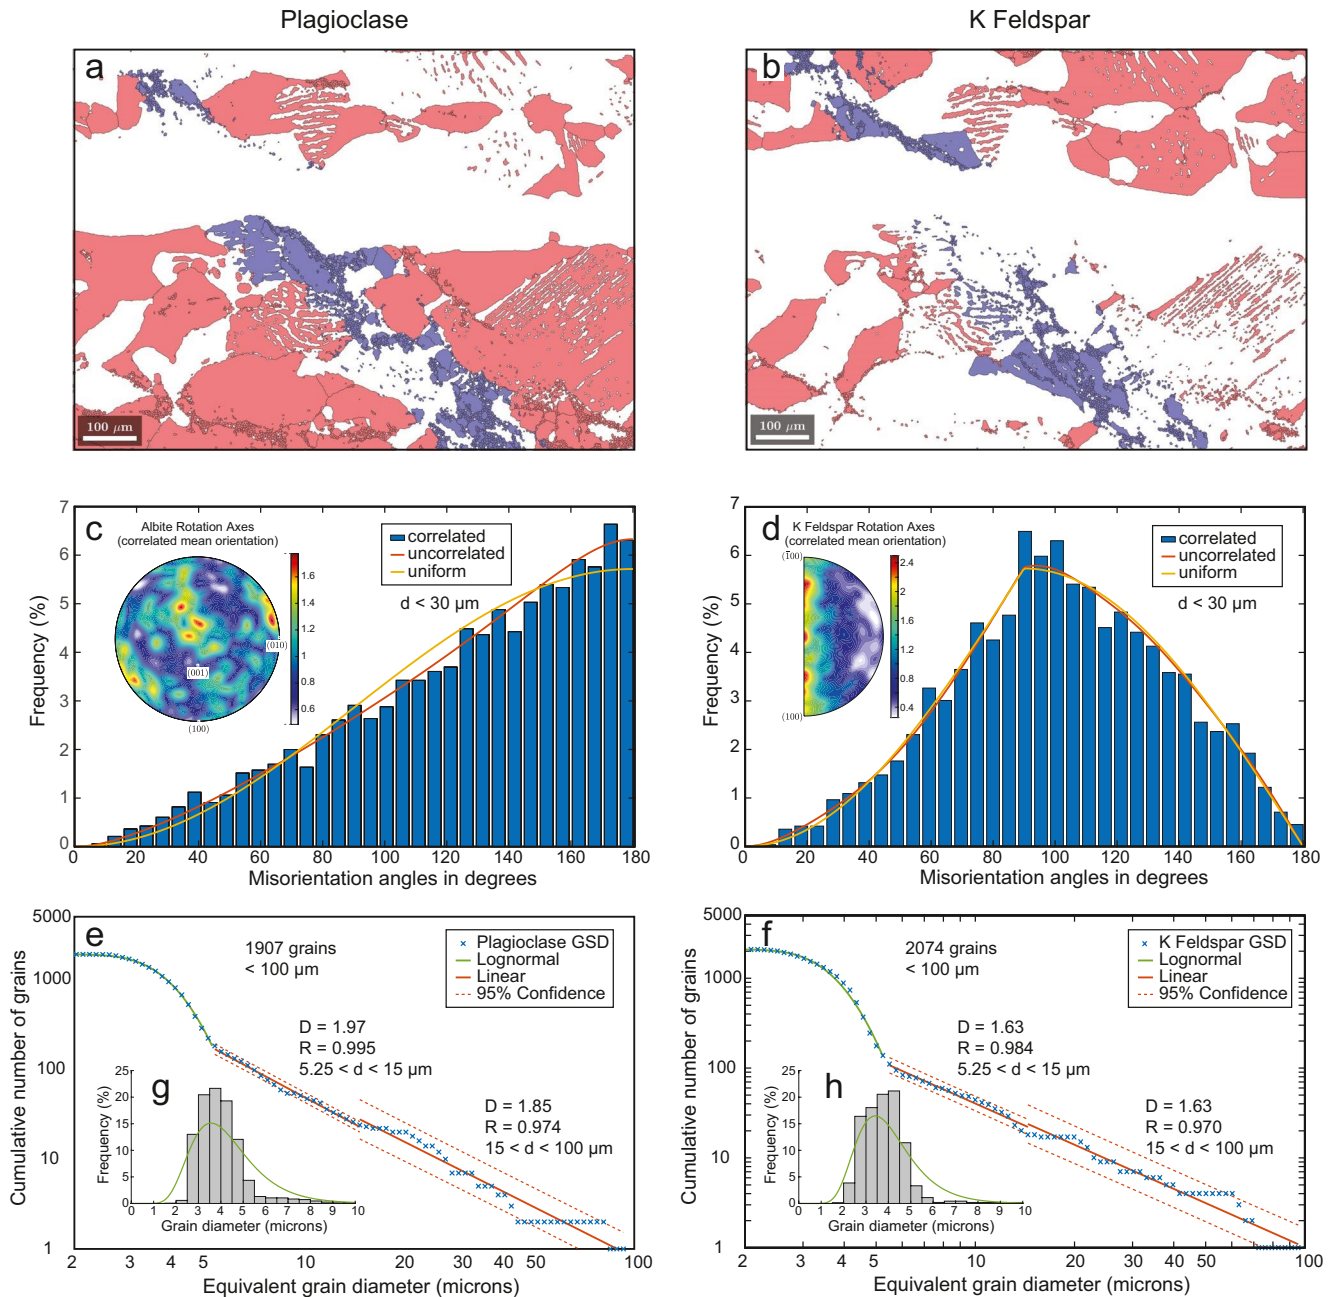 Plagioclase
K Feldspar
a
100 μm
b
100 μm
c
Albite Rotation Axes
(correlated mean orientation)
(010)
(001)
(100)
1.6
1.4
1.2
1
0.8
0.6
correlated
uncorrelated
uniform
d < 30 μm
Frequency (%)
7
6
5
4
3
2
1
0
0 20 40 60 80 100 120 140 160 180
Misorientation angles in degrees
d
K Feldspar Rotation Axes
(correlated mean orientation)
(1̅00)
(100)
2.4
2
1.6
1.2
0.8
0.4
correlated
uncorrelated
uniform
d < 30 μm
Frequency (%)
7
6
5
4
3
2
1
0
0 20 40 60 80 100 120 140 160 180
Misorientation angles in degrees
e
1907 grains
< 100 μm
Plagioclase GSD
Lognormal
Linear
95% Confidence
D = 1.97
R = 0.995
5.25 < d < 15 μm
D = 1.85
R = 0.974
15 < d < 100 μm
Cumulative number of grains
5000
1000
100
10
1
2 3 4 5 10 20 30 50 100
Equivalent grain diameter (microns)
g
Frequency (%)
25
20
15
10
5
0
0 1 2 3 4 5 6 7 8 9 10
Grain diameter (microns)
f
2074 grains
< 100 μm
K Feldspar GSD
Lognormal
Linear
95% Confidence
D = 1.63
R = 0.984
5.25 < d < 15 μm
D = 1.63
R = 0.970
15 < d < 100 μm
Cumulative number of grains
5000
1000
100
10
1
2 3 4 5 10 20 30 40 50 100
Equivalent grain diameter (microns)
h
Frequency (%)
25
20
15
10
5
0
0 1 2 3 4 5 6 7 8 9 10
Grain diameter (microns)